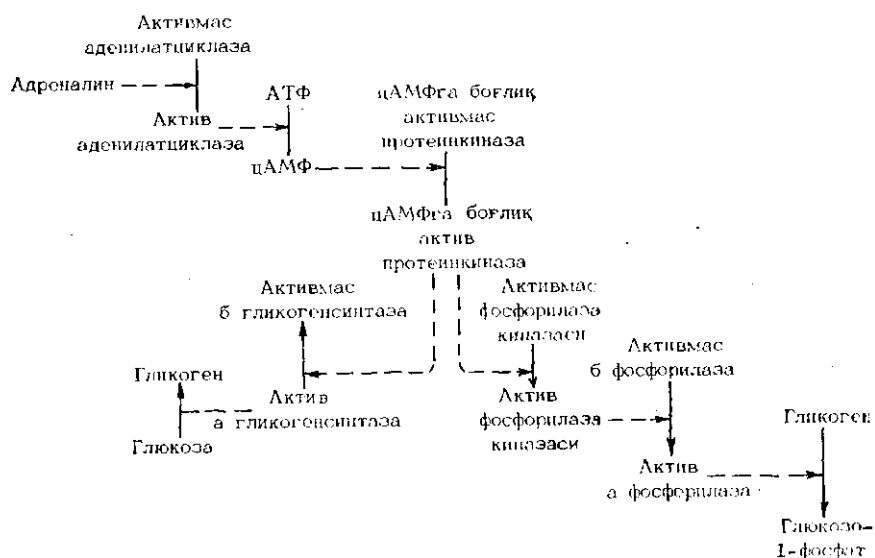 Активмас
аденилатциклаза
Адреналин
Актив
аденилатциклаза
АТФ
цАМФ
цАМФга боғлиқ
активмас
протеинкиназа
цАМФга боғлиқ
актив
протеинкиназа
Активмас
б гликогенсинтаза
Активмас
фосфорилаза
киназаси
Активмас
б фосфорилаза
Гликоген
Глюкоза
Актив
а гликогенсинтаза
Актив
фосфорилаза
киназаси
Гликоген
Актив
а фосфорилаза
Глюкозо-
1-фосфат